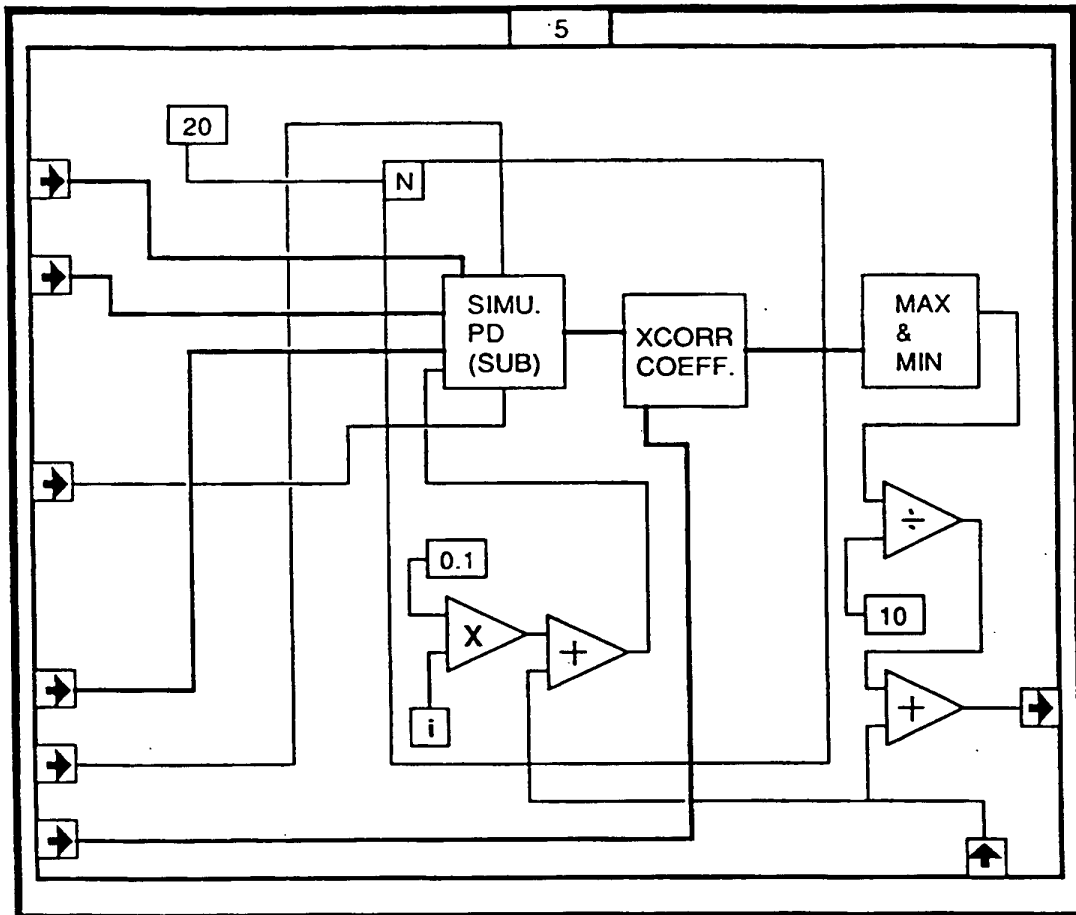 5
20
N
SIMU.
PD
(SUB)
XCORR
COEFF.
MAX
&
MIN
÷
0.1
10
X
+
+
i